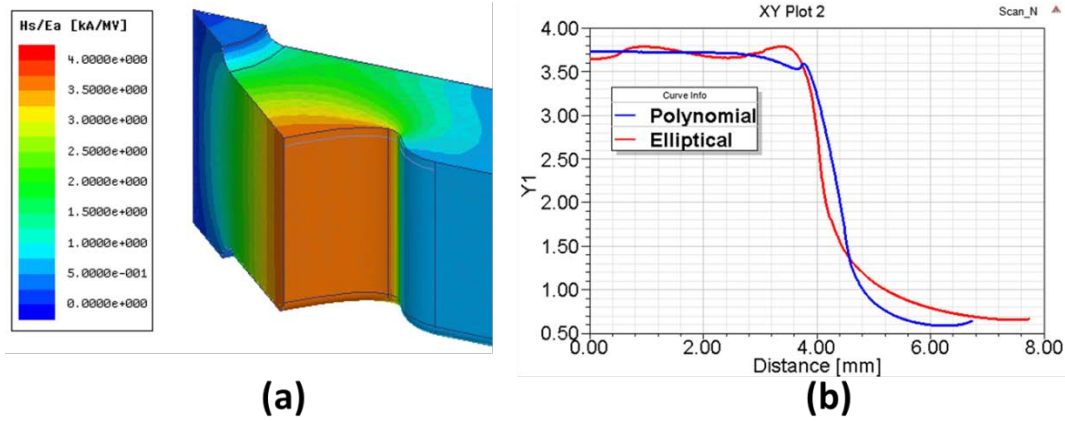 Hs/Ea [kA/MV]
4.0000e+000
3.5000e+000
3.0000e+000
2.5000e+000
2.0000e+000
1.5000e+000
1.0000e+000
5.0000e-001
0.0000e+000
(a)
XY Plot 2
Scan_N
4.00
3.50
3.00
2.50
2.00
1.50
1.00
0.50
Y1
Curve Info
Polynomial
Elliptical
0.00
2.00
4.00
6.00
8.00
Distance [mm]
(b)